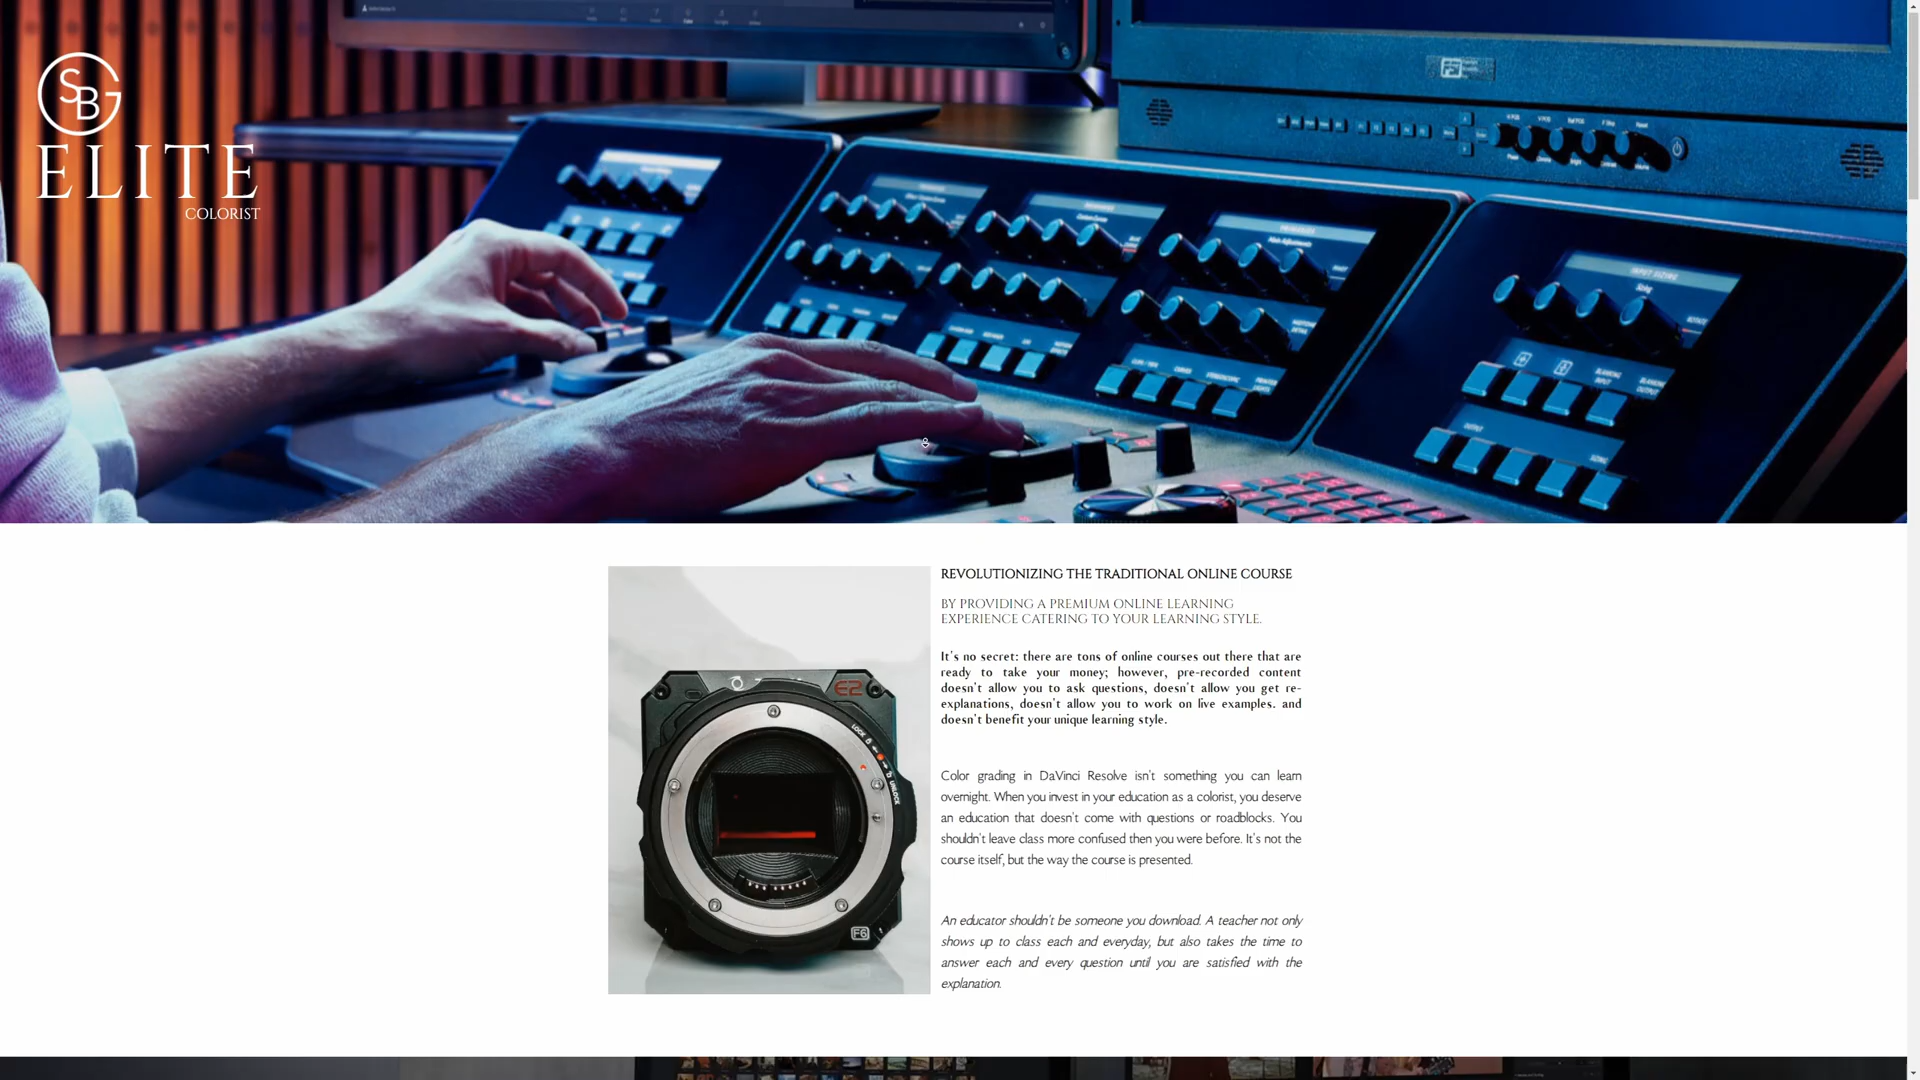 SBG
ELITE
COLORIST
INPUT SIZING
REVOLUTIONIZING THE TRADITIONAL ONLINE COURSE
BY PROVIDING A PREMIUM ONLINE LEARNING
EXPERIENCE CATERING TO YOUR LEARNING STYLE.
It's no secret: there are tons of online courses out there that are
ready to take your money; however, pre-recorded content
doesn't allow you to ask questions, doesn't allow you get re-
explanations, doesn't allow you to work on live examples. and
doesn't benefit your unique learning style.
E2
LOCK
UNLOCK
F6
Color grading in DaVinci Resolve isn't something you can learn
overnight. When you invest in your education as a colorist, you deserve
an education that doesn't come with questions or roadblocks. You
shouldn't leave class more confused then you were before. It's not the
course itself, but the way the course is presented.
An educator shouldn't be someone you download. A teacher not only
shows up to class each and everyday, but also takes the time to
answer each and every question until you are satisfied with the
explanation.